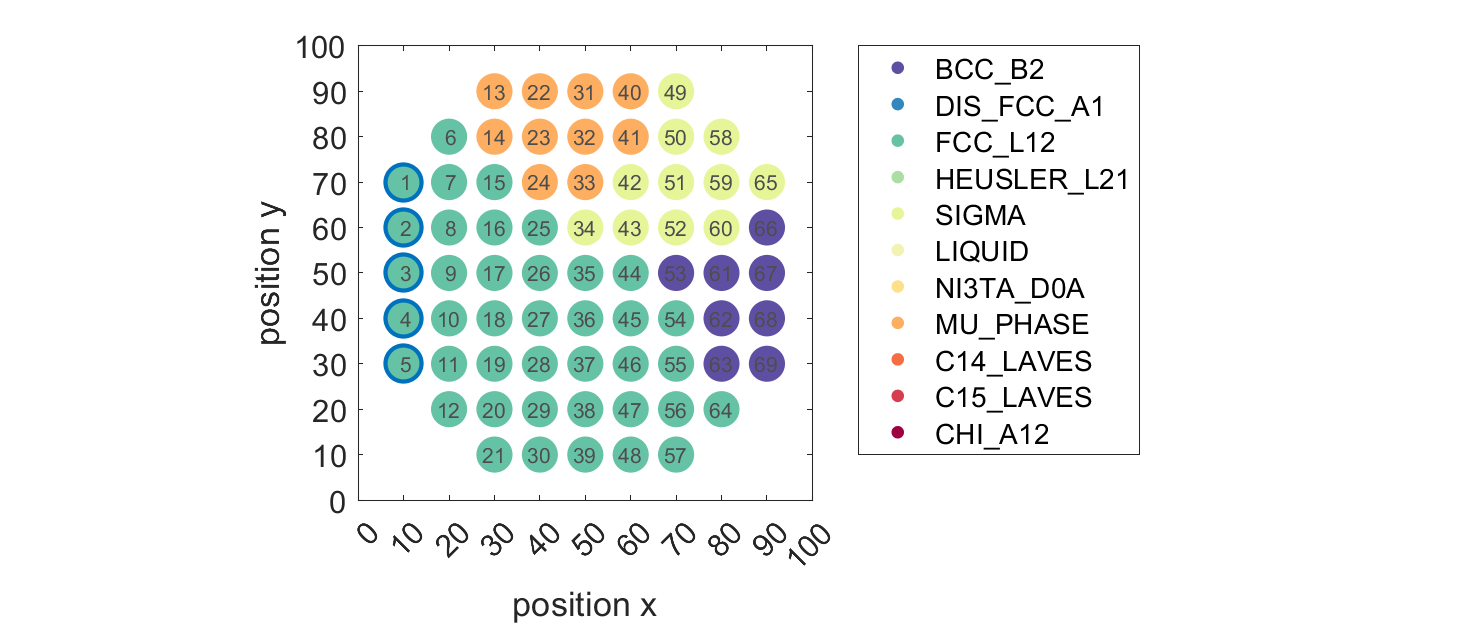 100
90 13 22 31 40 49
80 6 14 23 32 41 50 58
70 1 7 15 24 33 42 51 59 65
60 2 8 16 25 34 43 52 60 66
50 3 9 17 26 35 44 53 61 67
40 4 10 18 27 36 45 54 62 68
30 5 11 19 28 37 46 55 63 69
20 12 20 29 38 47 56 64
10 21 30 39 48 57
0
0 10 20 30 40 50 60 70 80 90 100
position x
position y
BCC_B2
DIS_FCC_A1
FCC_L12
HEUSLER_L21
SIGMA
LIQUID
NI3TA_D0A
MU_PHASE
C14_LAVES
C15_LAVES
CHI_A12